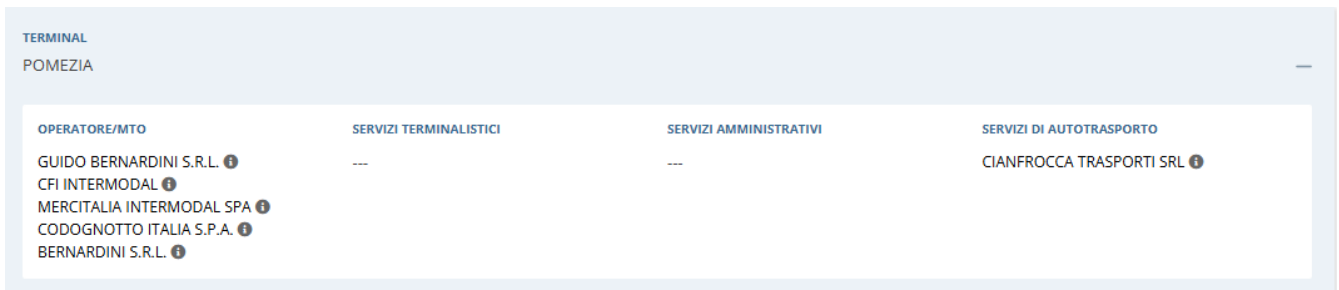 TERMINAL
POMEZIA
OPERATORE/MTO
GUIDO BERNARDINI S.R.L.
CFI INTERMODAL
MERCITALIA INTERMODAL SPA
CODOGNOTTO ITALIA S.P.A.
BERNARDINI S.R.L.
SERVIZI TERMINALISTICI
---
SERVIZI AMMINISTRATIVI
---
SERVIZI DI AUTOTRASPORTO
CIANFROCCA TRASPORTI SRL